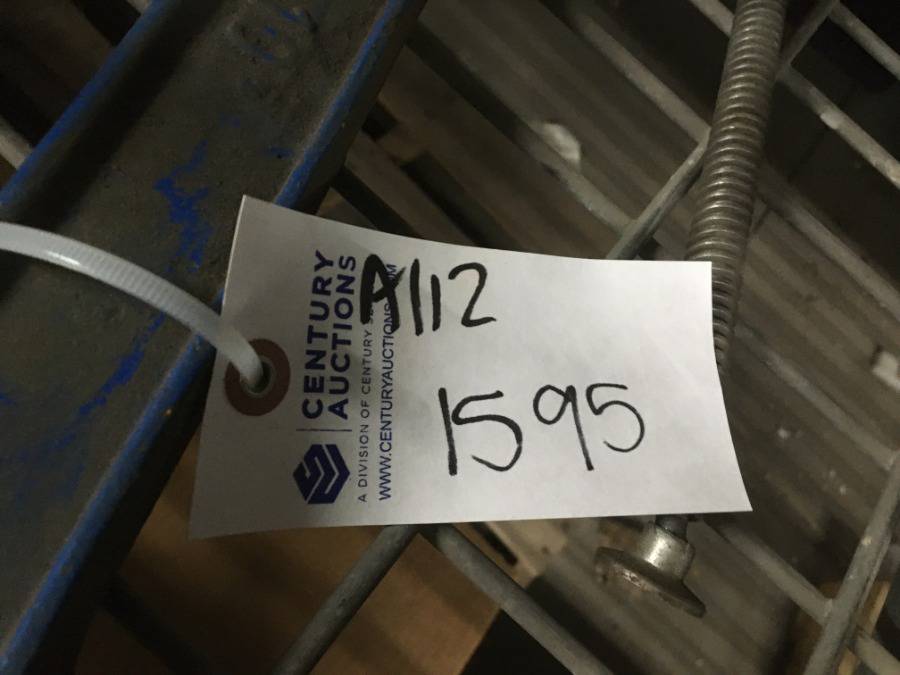 CENTURY
AUCTIONS
A DIVISION OF CENTURY
WWW.CENTURYAUCTIONS
A112
1595